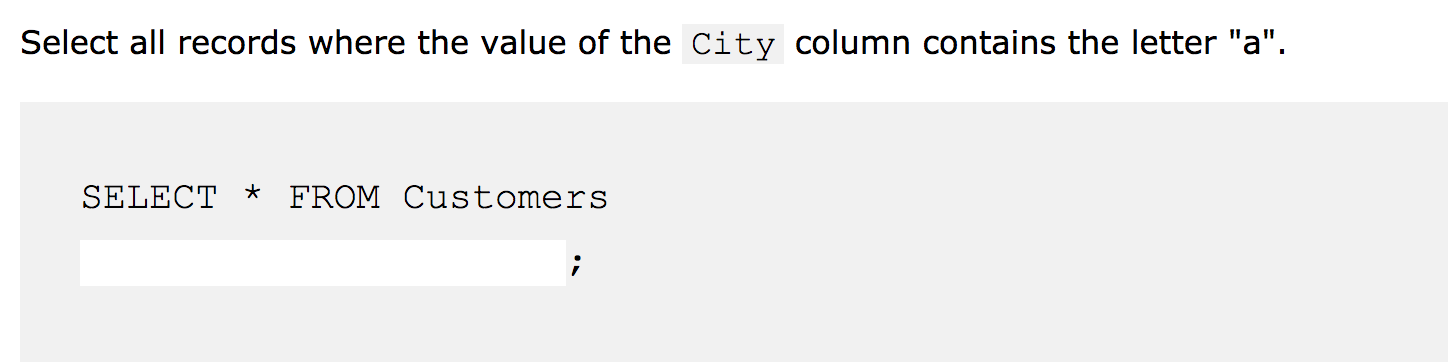 Select all records where the value of the City column contains the letter "a".
SELECT * FROM Customers
;